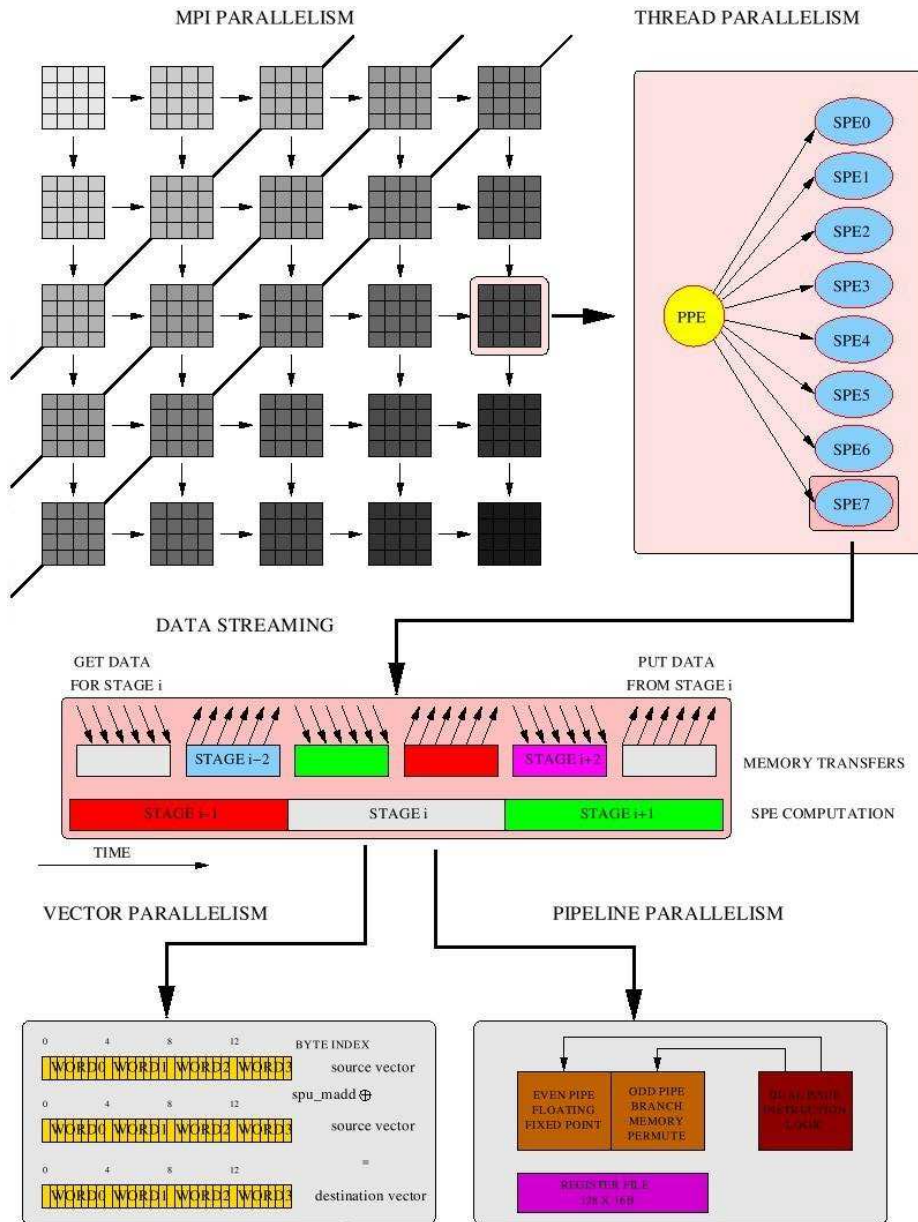 MPI PARALLELISM
THREAD PARALLELISM
SPE0
SPE1
SPE2
SPE3
PPE
SPE4
SPE5
SPE6
SPE7
DATA STREAMING
GET DATA
FOR STAGE i
PUT DATA
FROM STAGE i
STAGE i−2
STAGE i+2
MEMORY TRANSFERS
STAGE i-1
STAGE i
STAGE i+1
SPE COMPUTATION
TIME
VECTOR PARALLELISM
PIPELINE PARALLELISM
0 4 8 12
BYTE INDEX
WORD0 WORD1 WORD2 WORD3
source vector
spu_madd ⊕
0 4 8 12
WORD0 WORD1 WORD2 WORD3
source vector
=
0 4 8 12
WORD0 WORD1 WORD2 WORD3
destination vector
EVEN PIPE
FLOATING
FIXED POINT
ODD PIPE
BRANCH
MEMORY
PERMUTE
INSTRUCTION
LOGIC
REGISTER FILE
128 X 16B